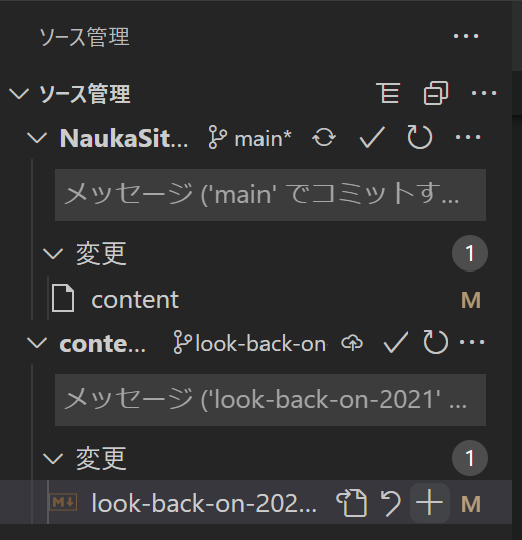 ソース管理
ソース管理
NaukaSit... main*
メッセージ ('main' でコミットす...
変更 1
content M
conte... look-back-on
メッセージ ('look-back-on-2021' ...
変更 1
look-back-on-202... M